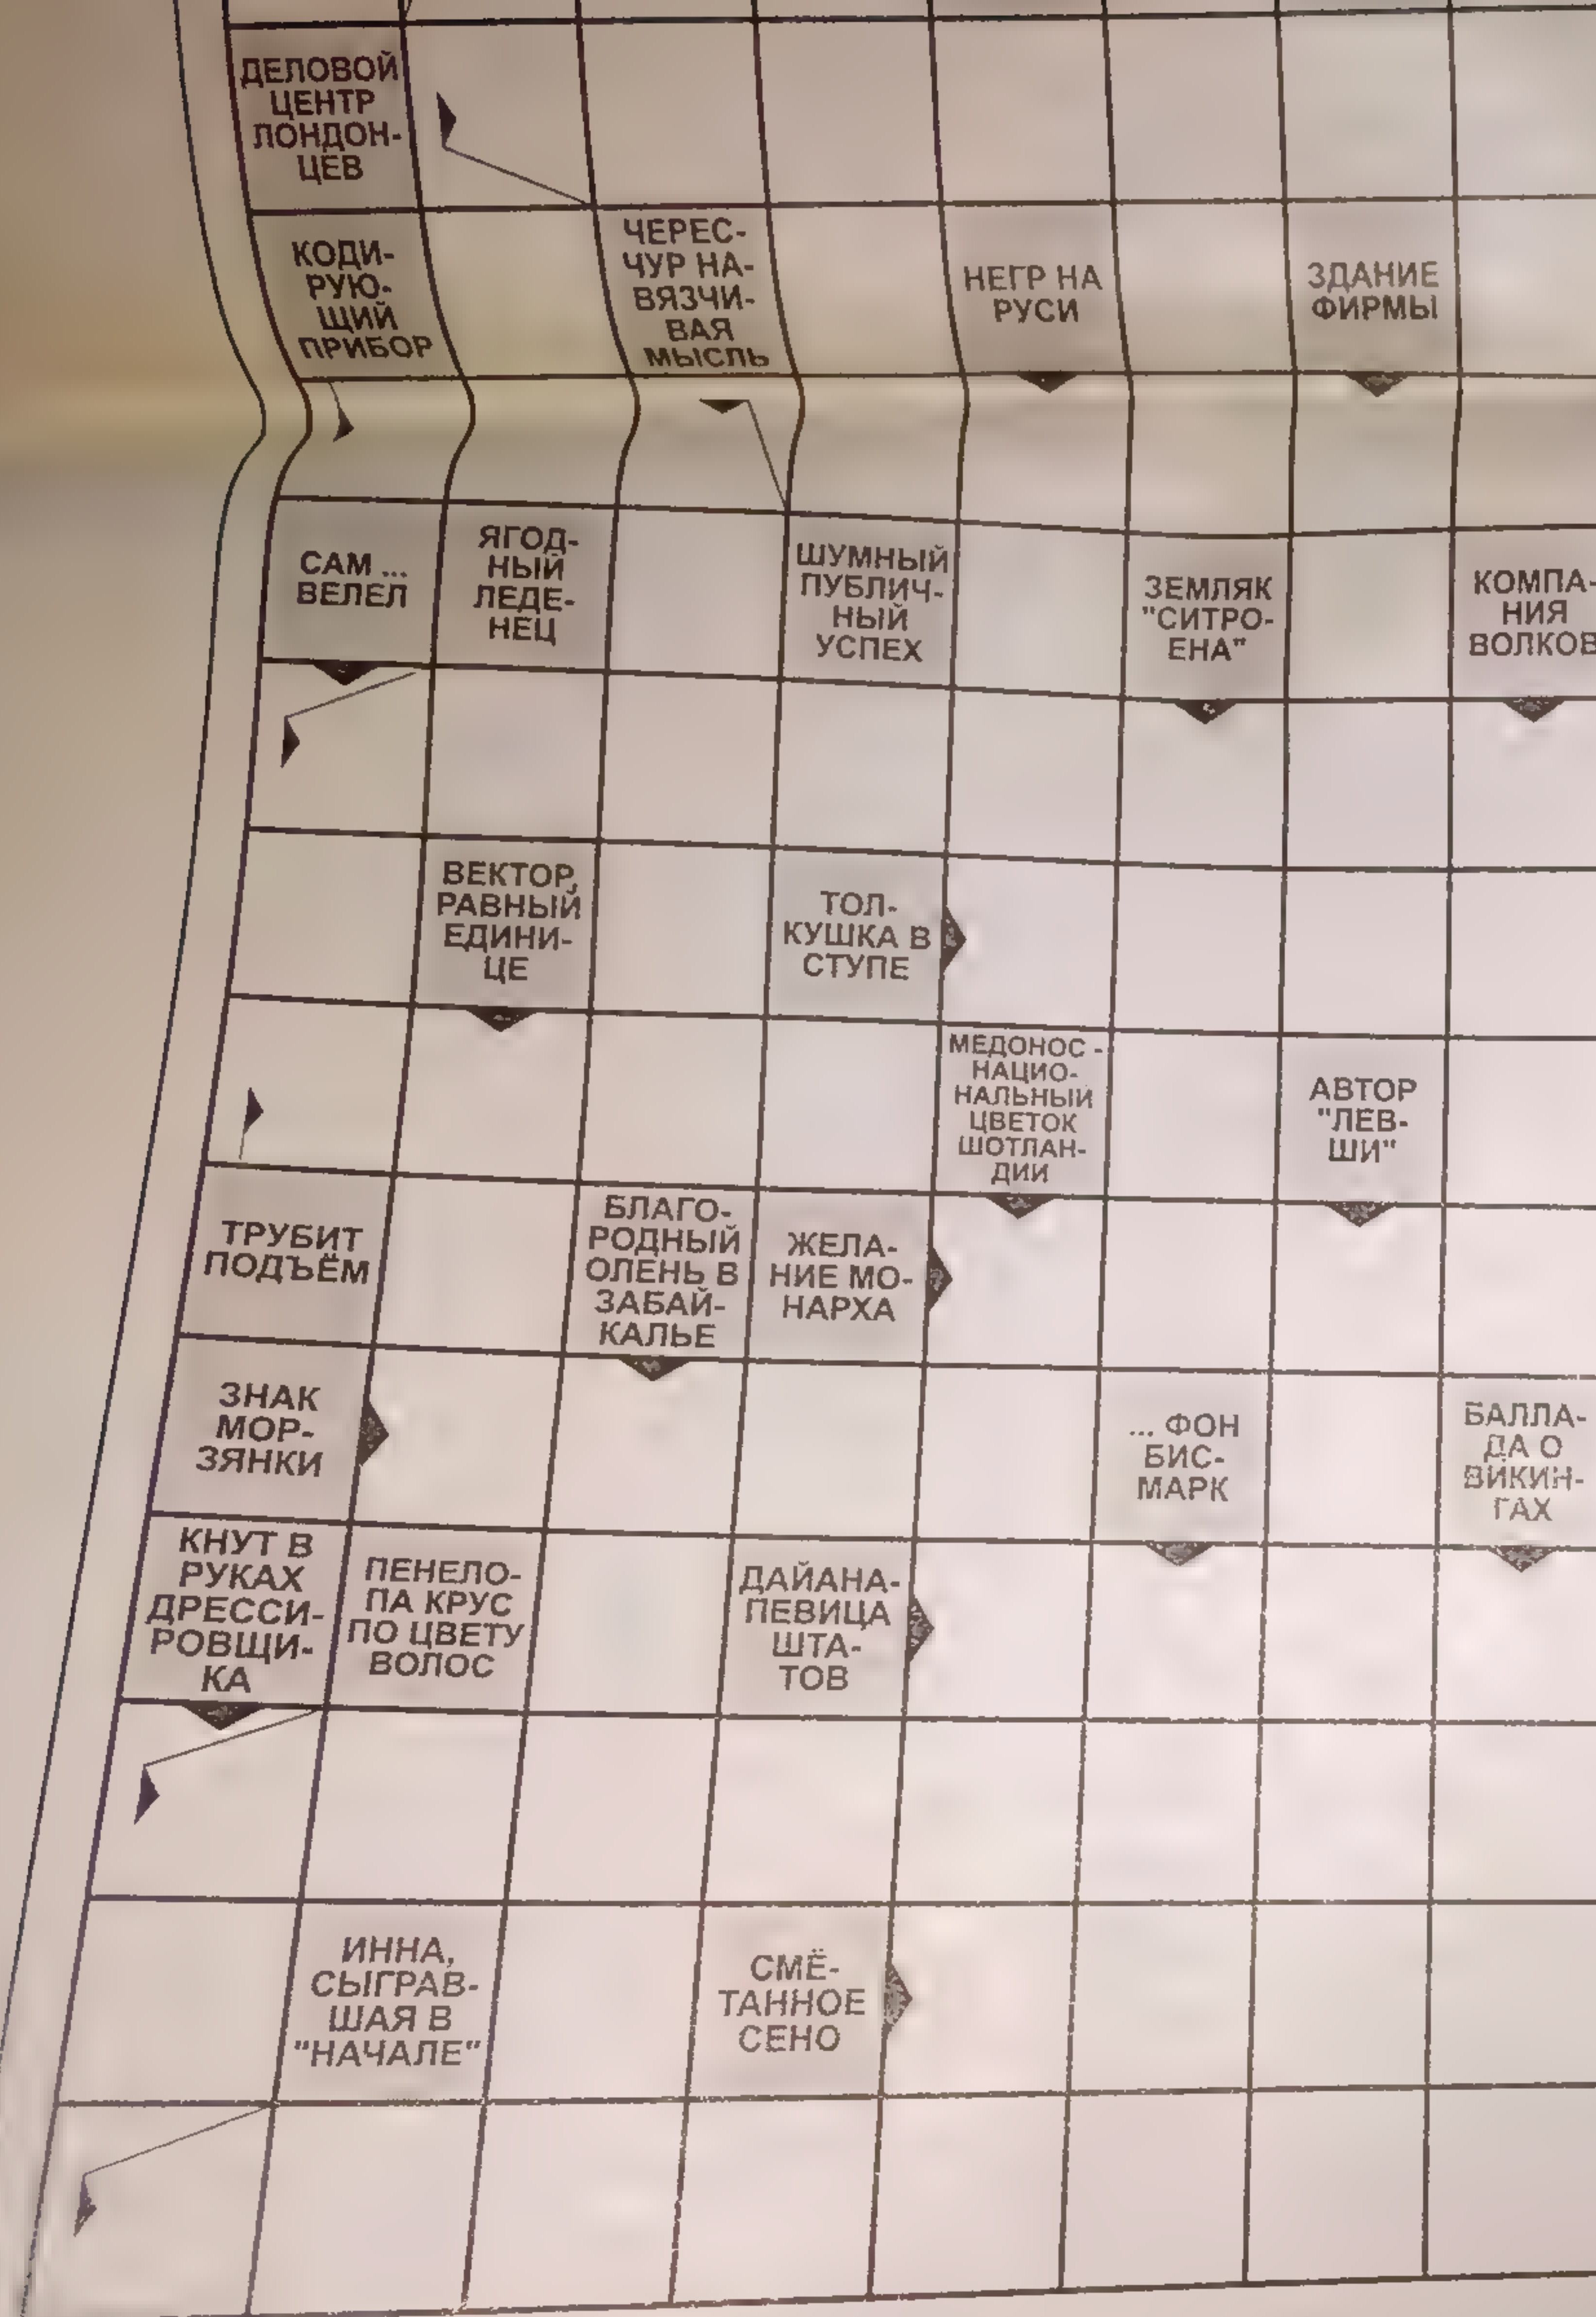 ДЕЛОВОЙ
ЦЕНТР
ЛОНДОН-
ЦЕВ
КОДИ-
РУЮ-
ЩИЙ
ПРИБОР
ЧЕРЕС-
ЧУР НА-
ВЯЗЧИ-
ВАЯ
МЫСЛЬ
НЕГР НА
РУСИ
ЗДАНИЕ
ФИРМЫ
САМ ...
ВЕЛЕЛ
ЯГОД-
НЫЙ
ЛЕДЕ-
НЕЦ
ШУМНЫЙ
ПУБЛИЧ-
НЫЙ
УСПЕХ
ЗЕМЛЯК
"СИТРО-
ЕНА"
КОМПА-
НИЯ
ВОЛКОВ
ВЕКТОР,
РАВНЫЙ
ЕДИНИ-
ЦЕ
ТОЛ-
КУШКА В
СТУПЕ
МЕДОНОС -
НАЦИО-
НАЛЬНЫЙ
ЦВЕТОК
ШОТЛАН-
ДИИ
АВТОР
"ЛЕВ-
ШИ"
ТРУБИТ
ПОДЪЁМ
БЛАГО-
РОДНЫЙ
ОЛЕНЬ В
ЗАБАЙ-
КАЛЬЕ
ЖЕЛА-
НИЕ МО-
НАРХА
ЗНАК
МОР-
ЗЯНКИ
... ФОН
БИС-
МАРК
БАЛЛА-
ДА О
ВИКИН-
ГАХ
КНУТ В
РУКАХ
ДРЕССИ-
РОВЩИ-
КА
ПЕНЕЛО-
ПА КРУС
ПО ЦВЕТУ
ВОЛОС
ДАЙАНА-
ПЕВИЦА
ШТА-
ТОВ
ИННА,
СЫГРАВ-
ШАЯ В
"НАЧАЛЕ"
СМЁ-
ТАННОЕ
СЕНО